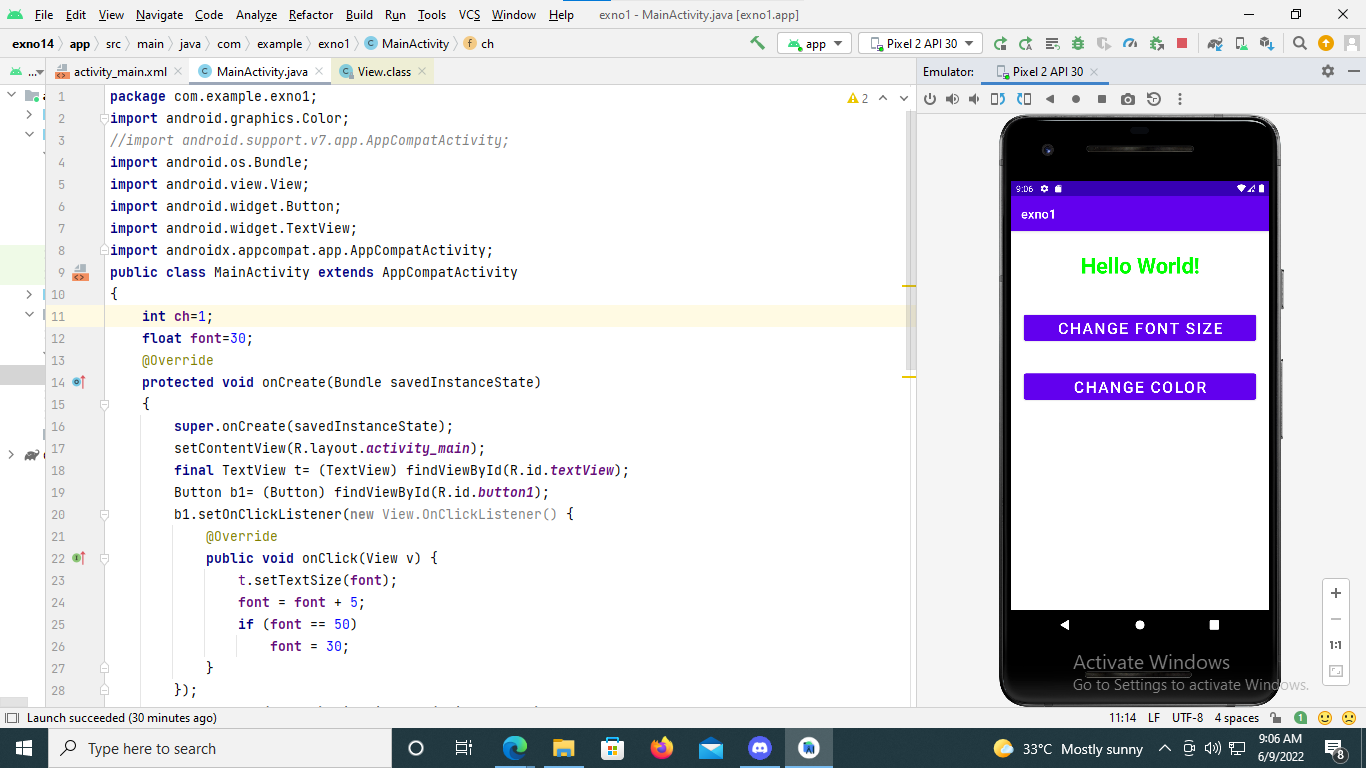 File Edit View Navigate Code Analyze Refactor Build Run Tools VCS Window Help exno1 - MainActivity.java [exno1.app]
exno14 app src main java com example exno1 MainActivity ch app Pixel 2 API 30
... activity_main.xml MainActivity.java View.class Emulator: Pixel 2 API 30
1 package com.example.exno1;
2 import android.graphics.Color;
3 //import android.support.v7.app.AppCompatActivity;
4 import android.os.Bundle;
5 import android.view.View;
6 import android.widget.Button;
7 import android.widget.TextView;
8 import androidx.appcompat.app.AppCompatActivity;
9 public class MainActivity extends AppCompatActivity
10 {
11 int ch=1;
12 float font=30;
13 @Override
14 protected void onCreate(Bundle savedInstanceState)
15 {
16 super.onCreate(savedInstanceState);
17 setContentView(R.layout.activity_main);
18 final TextView t= (TextView) findViewById(R.id.textView);
19 Button b1= (Button) findViewById(R.id.button1);
20 b1.setOnClickListener(new View.OnClickListener() {
21 @Override
22 public void onClick(View v) {
23 t.setTextSize(font);
24 font = font + 5;
25 if (font == 50)
26 font = 30;
27 }
28 });
2
9:06
exno1
Hello World!
CHANGE FONT SIZE
CHANGE COLOR
1:1
Activate Windows
Go to Settings to activate Windows.
Launch succeeded (30 minutes ago) 11:14 LF UTF-8 4 spaces 1
Type here to search 33°C Mostly sunny 9:06 AM
6/9/2022 8